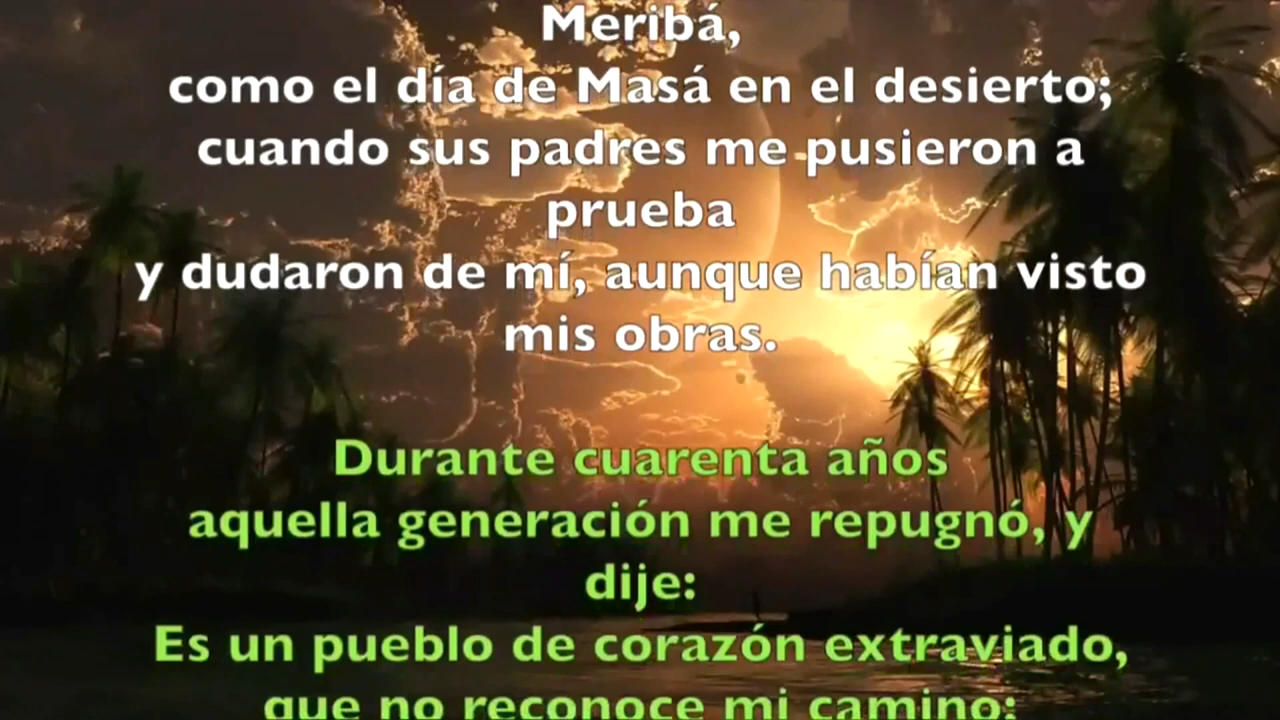 Meribá,
como el día de Masá en el desierto;
cuando sus padres me pusieron a
prueba
y dudaron de mí, aunque habían visto
mis obras.
Durante cuarenta años
aquella generación me repugnó, y
dije:
Es un pueblo de corazón extraviado,
que no reconoce mi camino;